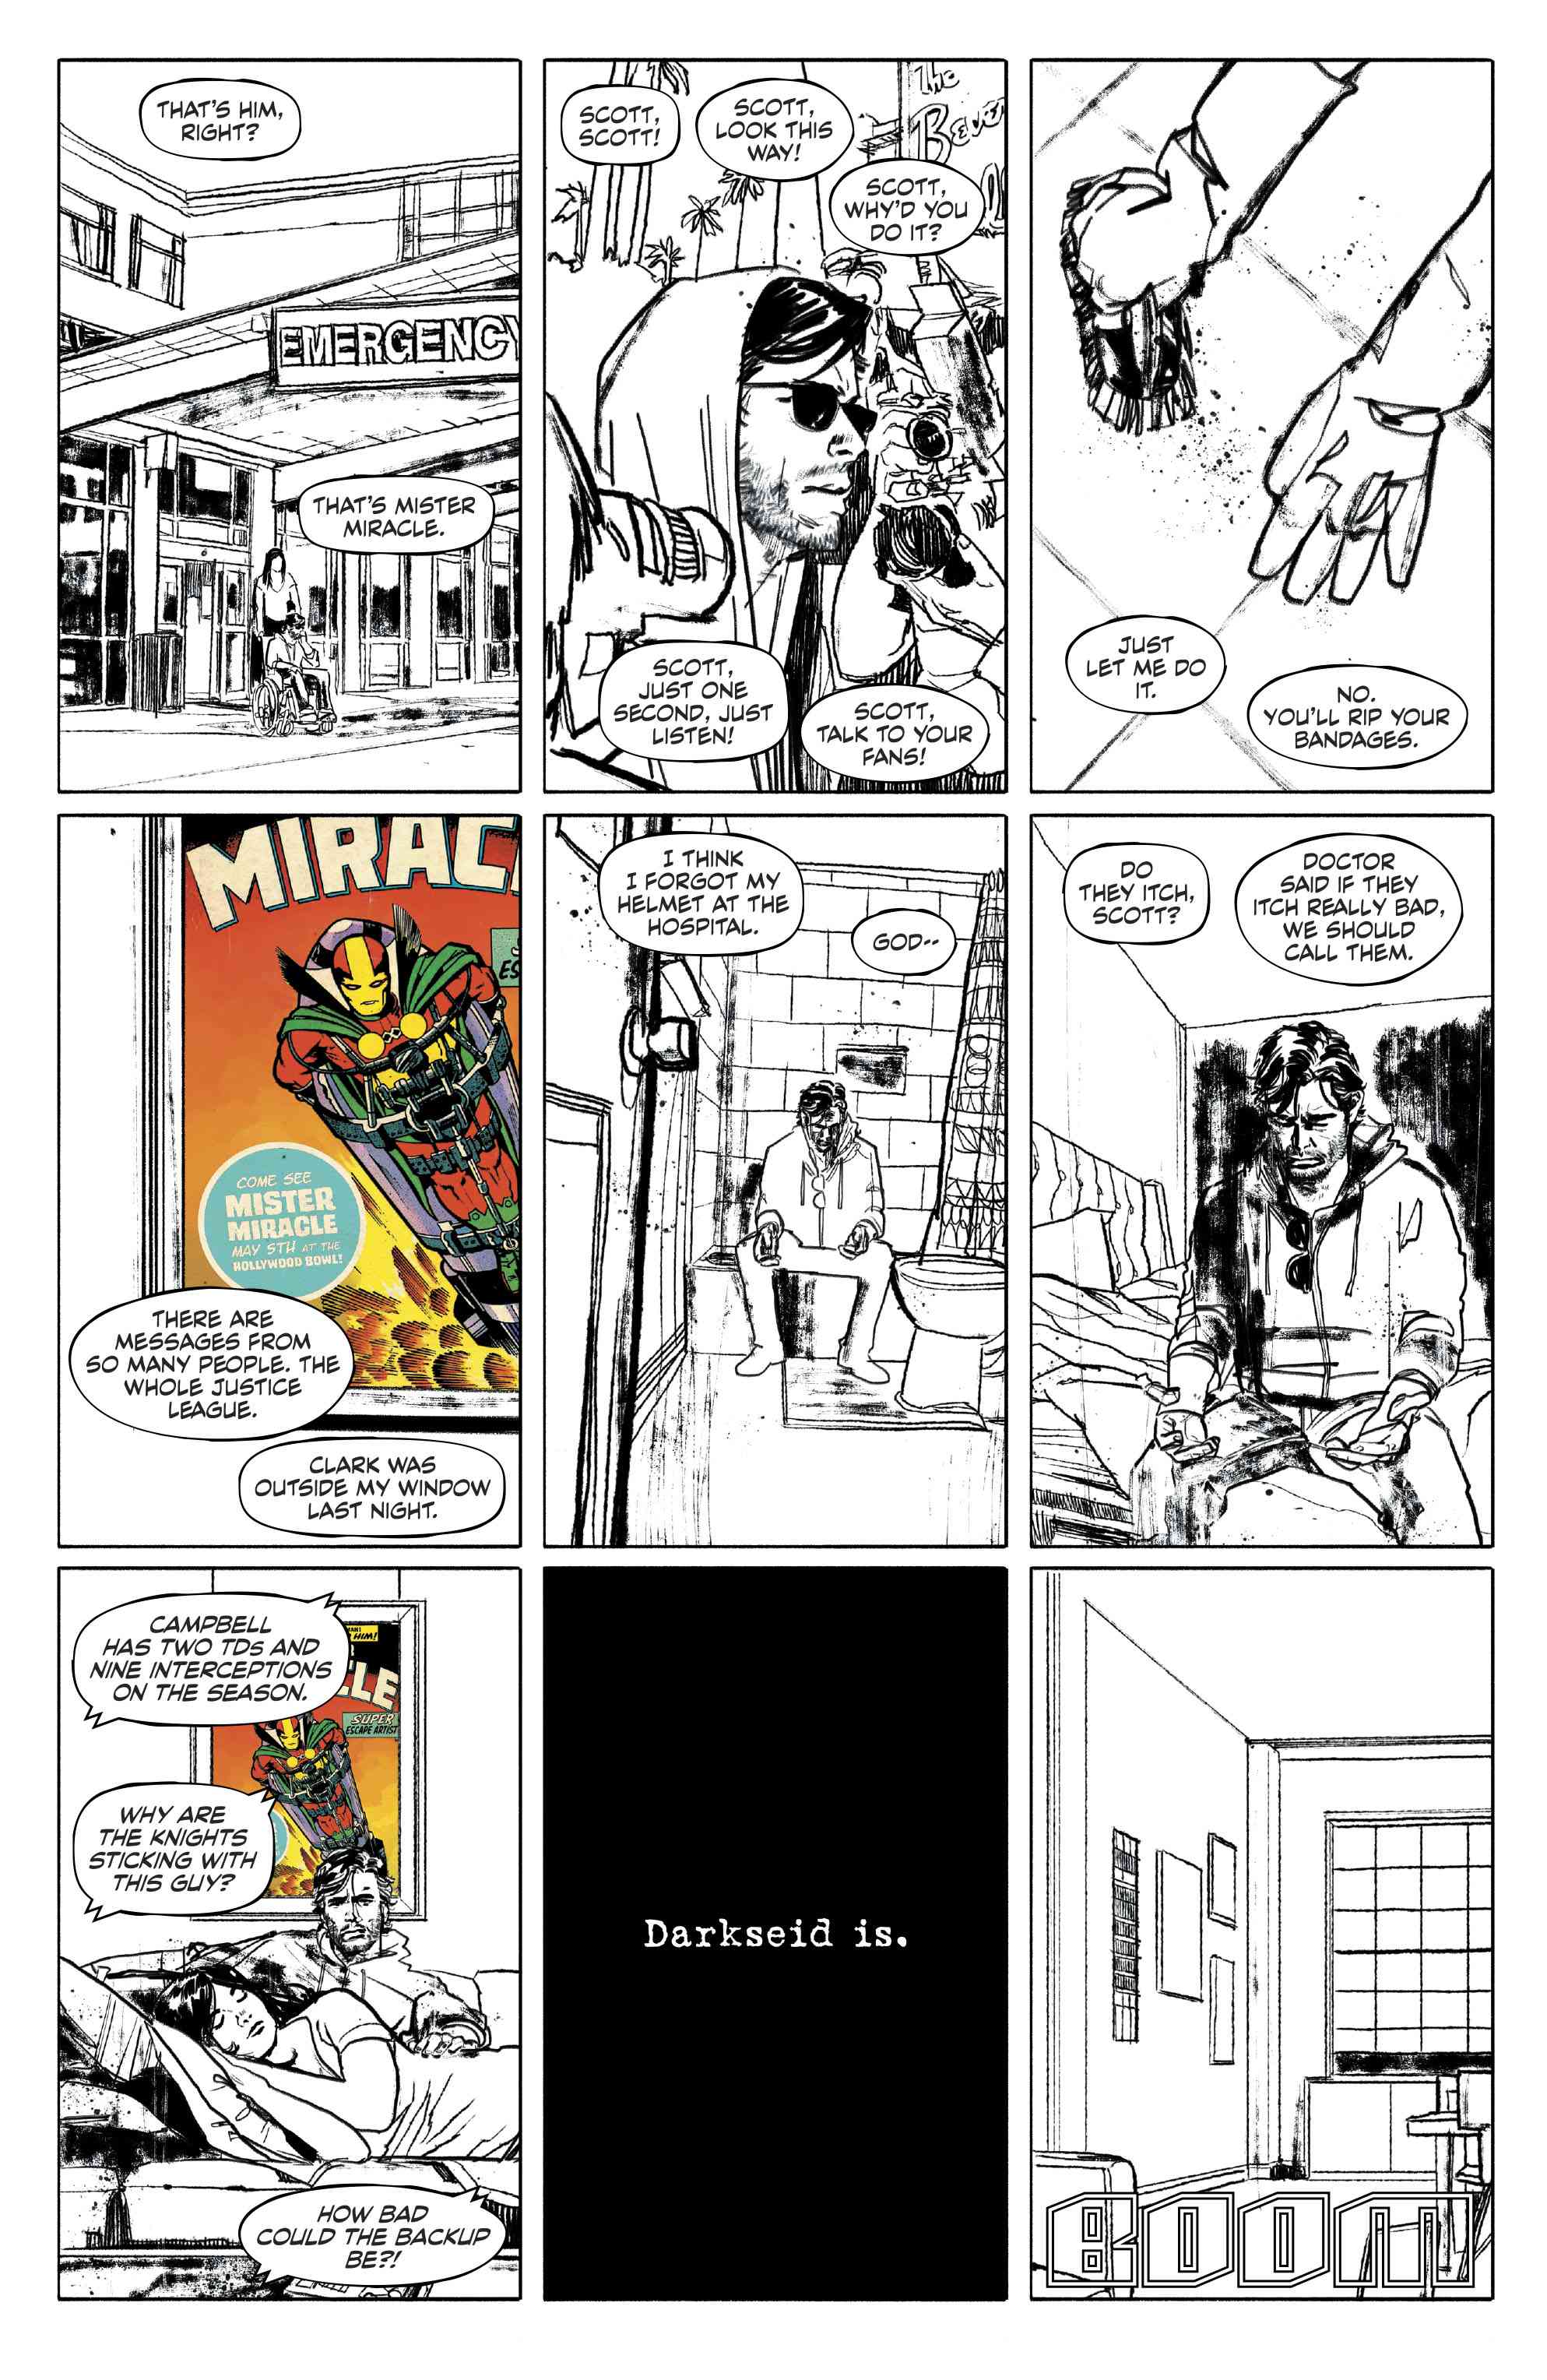 THAT'S HIM,
RIGHT?
EMERGENCY
THAT'S MISTER
MIRACLE.
SCOTT,
SCOTT!
SCOTT,
LOOK THIS
WAY!
The
SCOTT,
WHY'D YOU
DO IT?
SCOTT,
JUST ONE
SECOND, JUST
LISTEN!
SCOTT,
TALK TO YOUR
FANS!
JUST
LET ME DO
IT.
NO.
YOU'LL RIP YOUR
BANDAGES.
MIRAC
ES
COME SEE
MISTER
MIRACLE
MAY 5TH AT THE
HOLLYWOOD BOWL!
THERE ARE
MESSAGES FROM
SO MANY PEOPLE. THE
WHOLE JUSTICE
LEAGUE.
CLARK WAS
OUTSIDE MY WINDOW
LAST NIGHT.
I THINK
I FORGOT MY
HELMET AT THE
HOSPITAL.
GOD--
DO
THEY ITCH,
SCOTT?
DOCTOR
SAID IF THEY
ITCH REALLY BAD,
WE SHOULD
CALL THEM.
CAMPBELL
HAS TWO TDs AND
NINE INTERCEPTIONS
ON THE SEASON.
HIM!
LE
SUPER
ESCAPE ARTIST
WHY ARE
THE KNIGHTS
STICKING WITH
THIS GUY?
HOW BAD
COULD THE BACKUP
BE?!
Darkseid is.
BOOM